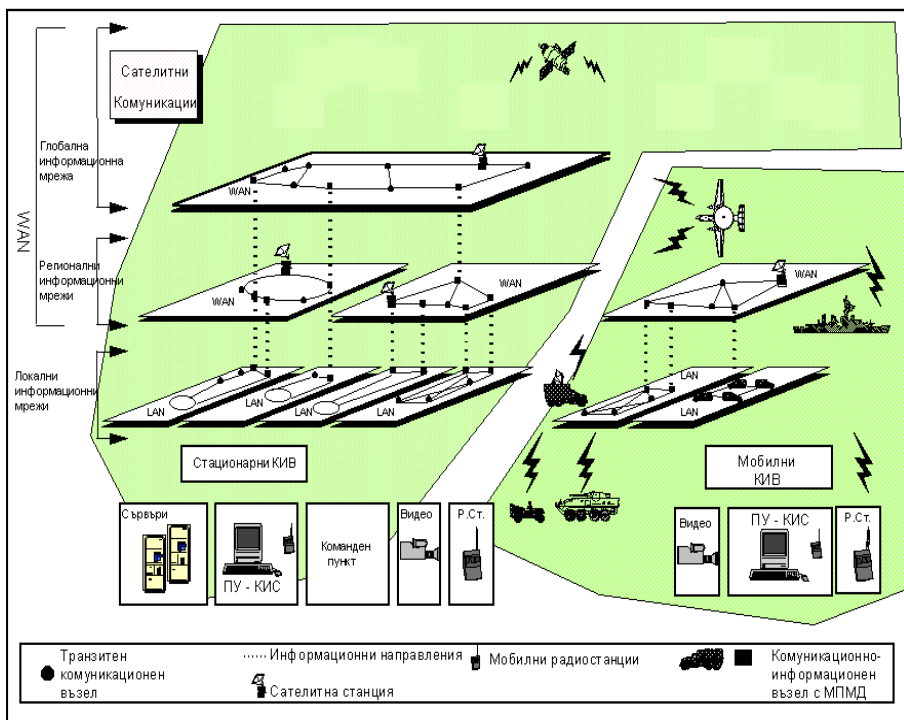 Сателитни
Комуникации
Глобална
информационна
мрежа
WAN
WAN
Регионални
информационни
мрежи
WAN
WAN
WAN
Локални
информационни
мрежи
LAN
LAN
LAN
LAN
LAN
LAN
Стационарни КИВ
Мобилни
КИВ
Сървъри
ПУ - КИС
Команден
пункт
Видео
Р.Ст.
Видео
ПУ - КИС
Р.Ст.
Транзитен
комуникационен
възел
Информационни направления
Сателитна станция
Мобилни радиостанции
Комуникационно-
информационен
възел с МПМД